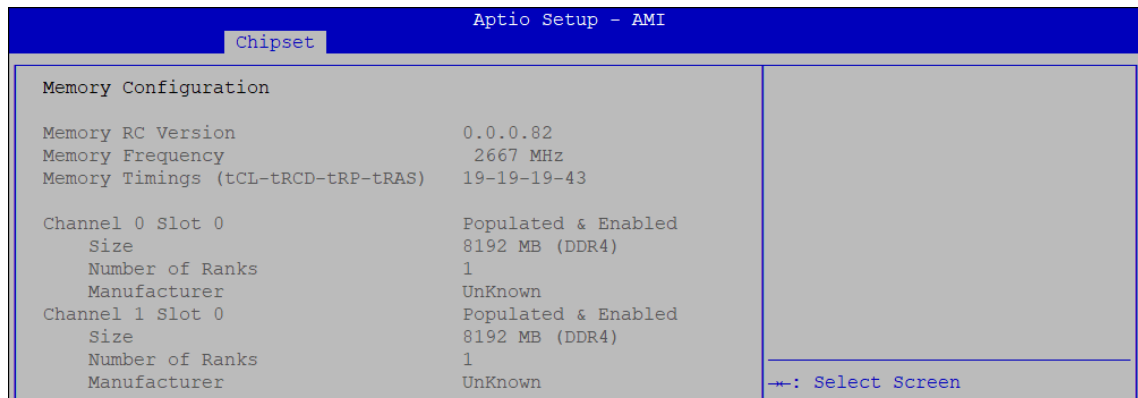 Aptio Setup - AMI
Chipset
Memory Configuration
Memory RC Version 0.0.0.82
Memory Frequency 2667 MHz
Memory Timings (tCL-tRCD-tRP-tRAS) 19-19-19-43
Channel 0 Slot 0 Populated & Enabled
Size 8192 MB (DDR4)
Number of Ranks 1
Manufacturer UnKnown
Channel 1 Slot 0 Populated & Enabled
Size 8192 MB (DDR4)
Number of Ranks 1
Manufacturer UnKnown
→←: Select Screen